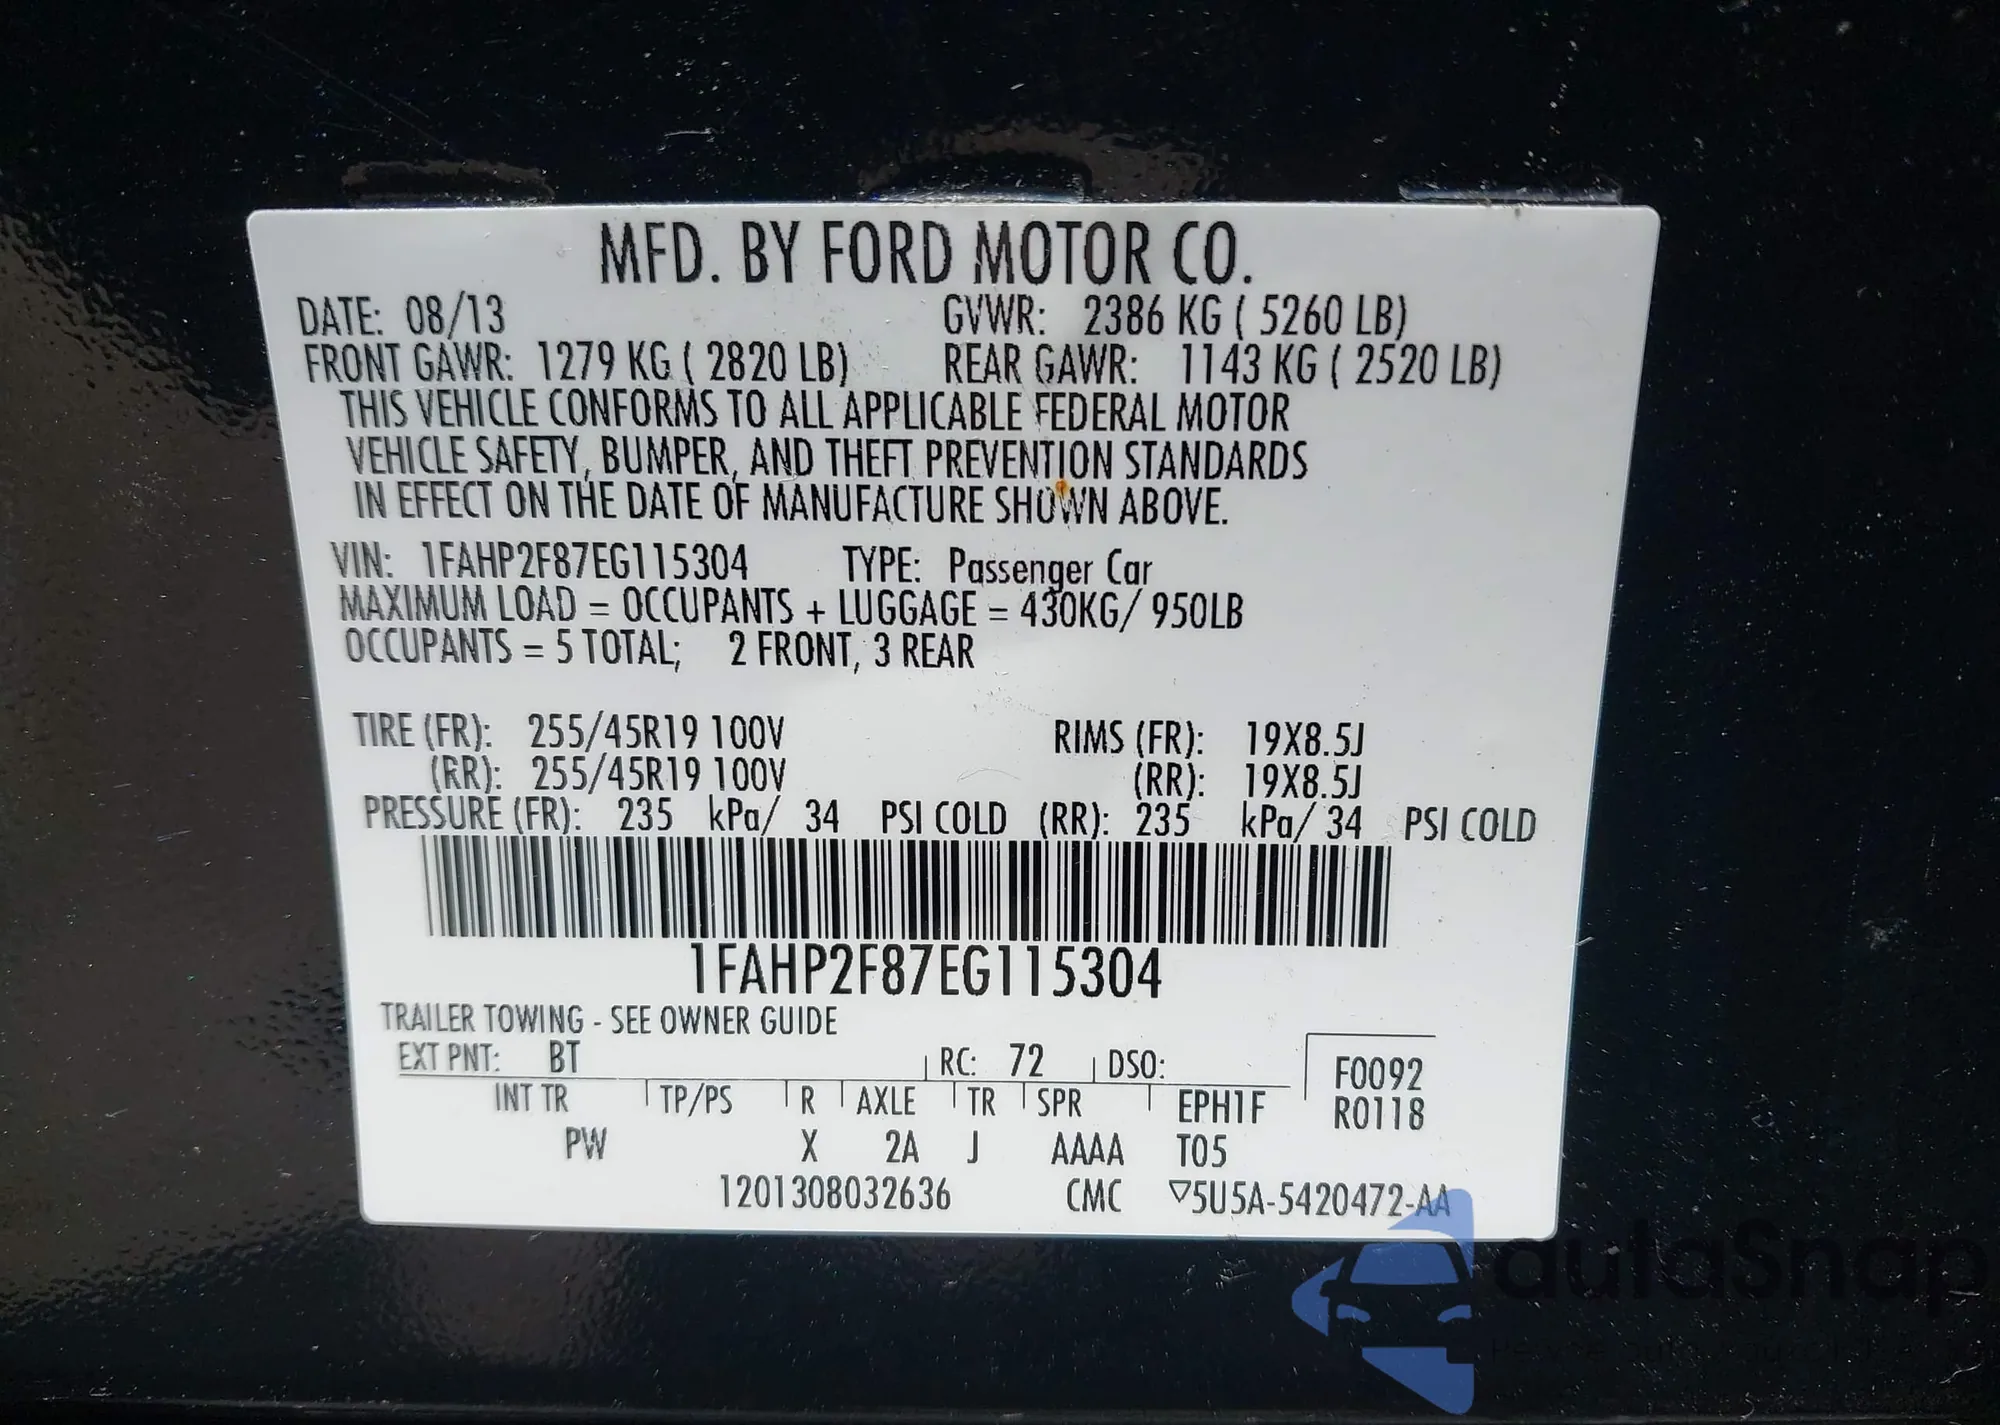 MFD. BY FORD MOTOR CO.
DATE: 08/13 GVWR: 2386 KG ( 5260 LB)
FRONT GAWR: 1279 KG ( 2820 LB) REAR GAWR: 1143 KG ( 2520 LB)
THIS VEHICLE CONFORMS TO ALL APPLICABLE FEDERAL MOTOR
VEHICLE SAFETY, BUMPER, AND THEFT PREVENTION STANDARDS
IN EFFECT ON THE DATE OF MANUFACTURE SHOWN ABOVE.
VIN: 1FAHP2F87EG115304 TYPE: Passenger Car
MAXIMUM LOAD = OCCUPANTS + LUGGAGE = 430KG/ 950LB
OCCUPANTS = 5 TOTAL; 2 FRONT, 3 REAR
TIRE (FR): 255/45R19 100V RIMS (FR): 19X8.5J
(RR): 255/45R19 100V (RR): 19X8.5J
PRESSURE (FR): 235 kPa/ 34 PSI COLD (RR): 235 kPa/ 34 PSI COLD
1FAHP2F87EG115304
TRAILER TOWING - SEE OWNER GUIDE
EXT PNT: BT RC: 72 DSO: F0092
INT TR TP/PS R AXLE TR SPR EPH1F R0118
PW X 2A J AAAA T05
1201308032636 CMC ▽5U5A-5420472-AA
aulaSnap